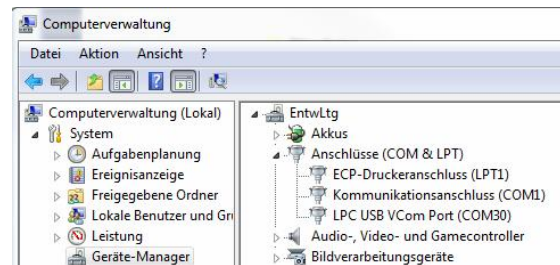 Computerverwaltung
Datei Aktion Ansicht ?
Computerverwaltung (Lokal)
System
Aufgabenplanung
Ereignisanzeige
Freigegebene Ordner
Lokale Benutzer und Gru
Leistung
Geräte-Manager
EntwLtg
Akkus
Anschlüsse (COM & LPT)
ECP-Druckeranschluss (LPT1)
Kommunikationsanschluss (COM1)
LPC USB VCom Port (COM30)
Audio-, Video- und Gamecontroller
Bildverarbeitungsgeräte